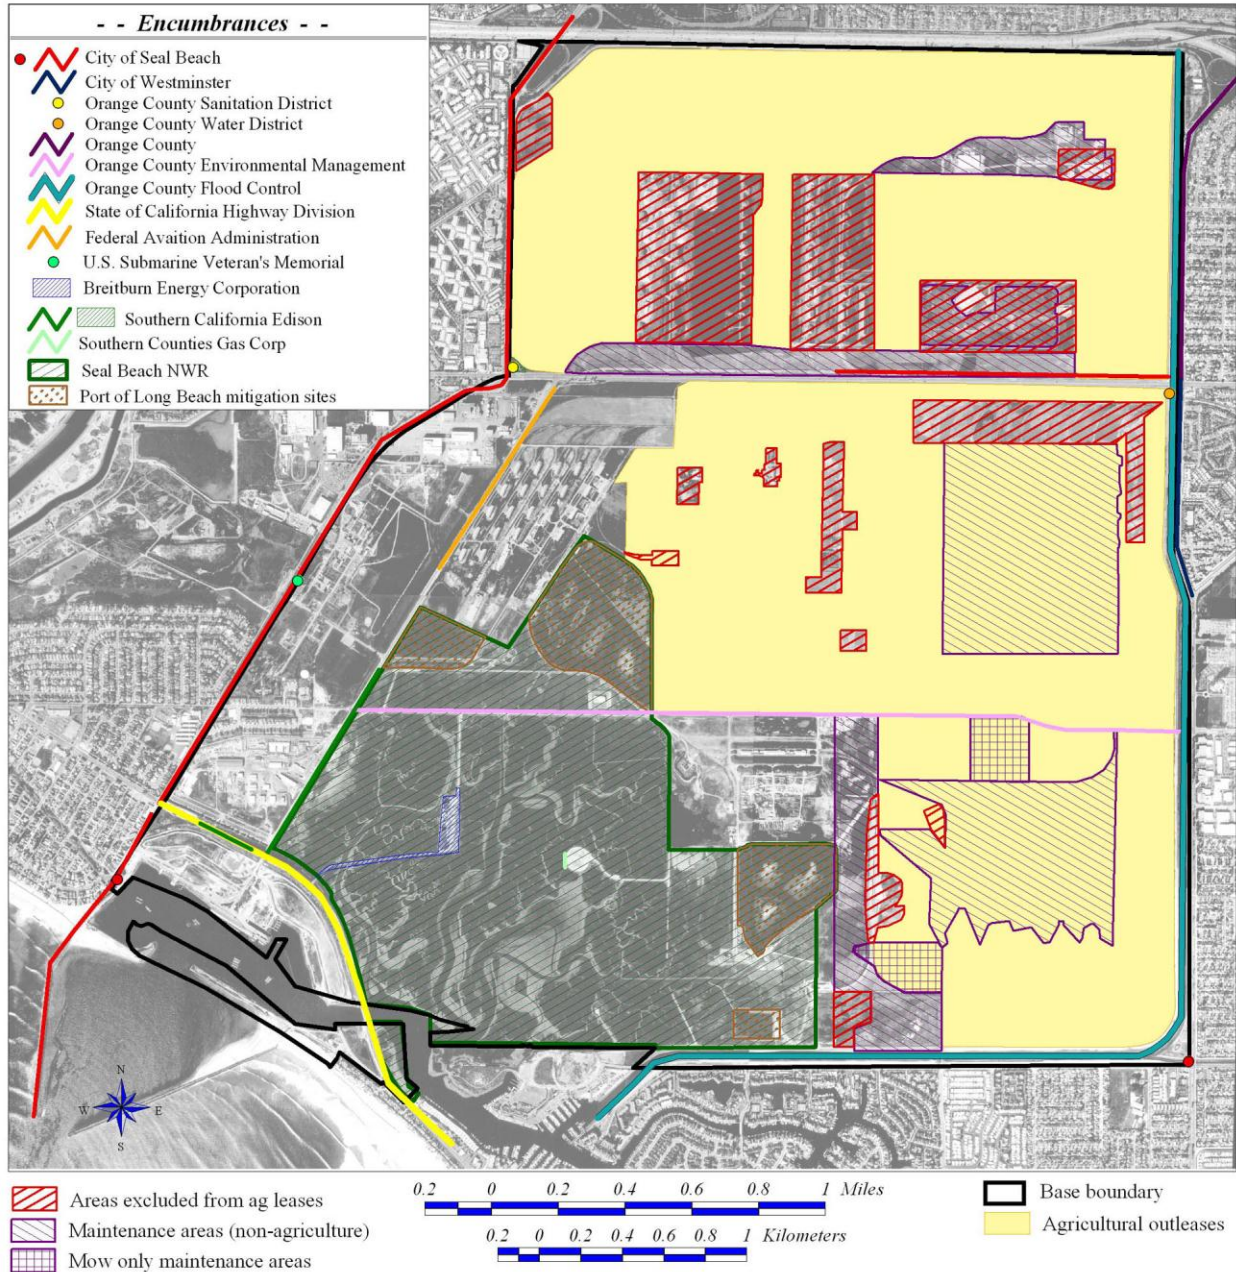 - - Encumbrances - -
City of Seal Beach
City of Westminster
Orange County Sanitation District
Orange County Water District
Orange County
Orange County Environmental Management
Orange County Flood Control
State of California Highway Division
Federal Avaition Administration
U.S. Submarine Veteran's Memorial
Breitburn Energy Corporation
Southern California Edison
Southern Counties Gas Corp
Seal Beach NWR
Port of Long Beach mitigation sites
N
W E
S
Areas excluded from ag leases
Maintenance areas (non-agriculture)
Mow only maintenance areas
0.2 0 0.2 0.4 0.6 0.8 1 Miles
0.2 0 0.2 0.4 0.6 0.8 1 Kilometers
Base boundary
Agricultural outleases